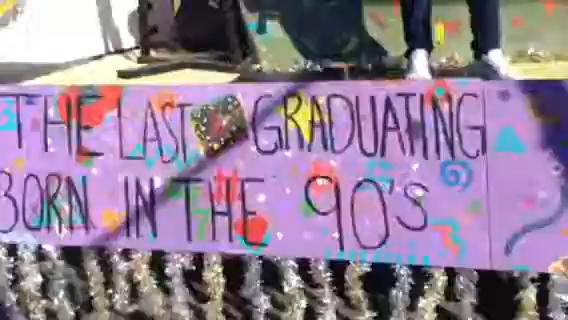 THE LAST GRADUATING
BORN IN THE 90'S